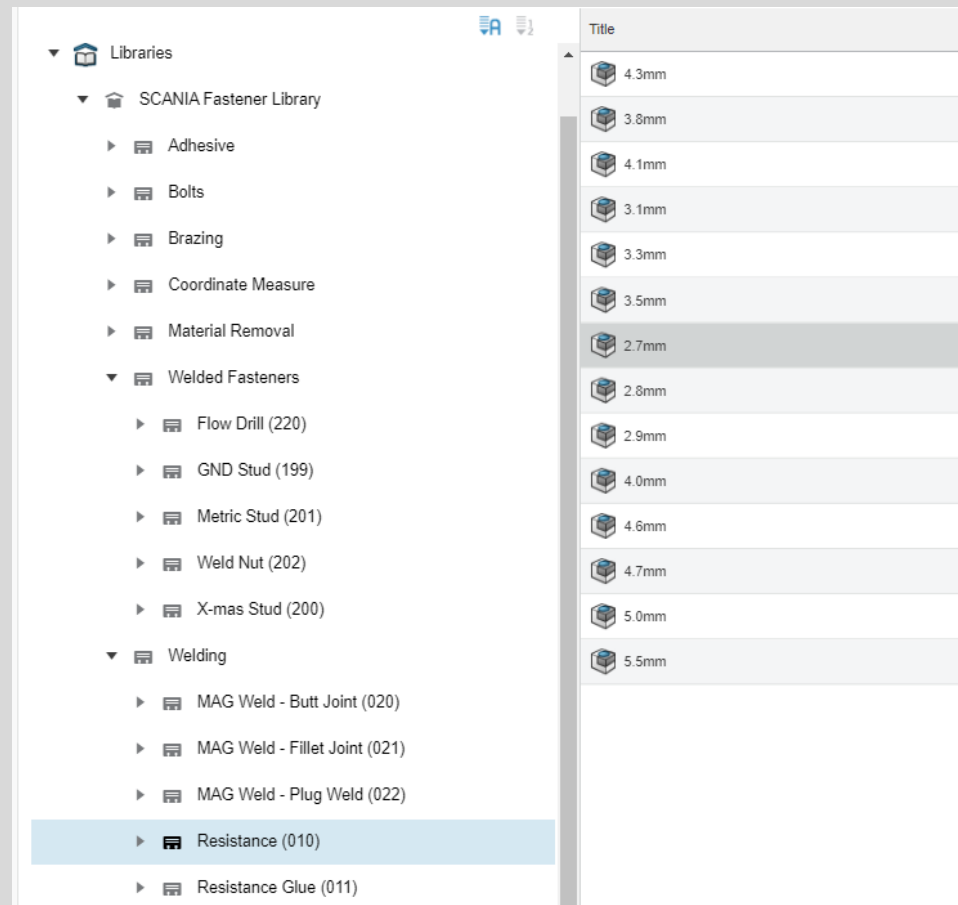 Libraries
SCANIA Fastener Library
Adhesive
Bolts
Brazing
Coordinate Measure
Material Removal
Welded Fasteners
Flow Drill (220)
GND Stud (199)
Metric Stud (201)
Weld Nut (202)
X-mas Stud (200)
Welding
MAG Weld - Butt Joint (020)
MAG Weld - Fillet Joint (021)
MAG Weld - Plug Weld (022)
Resistance (010)
Resistance Glue (011)
Title
4.3mm
3.8mm
4.1mm
3.1mm
3.3mm
3.5mm
2.7mm
2.8mm
2.9mm
4.0mm
4.6mm
4.7mm
5.0mm
5.5mm